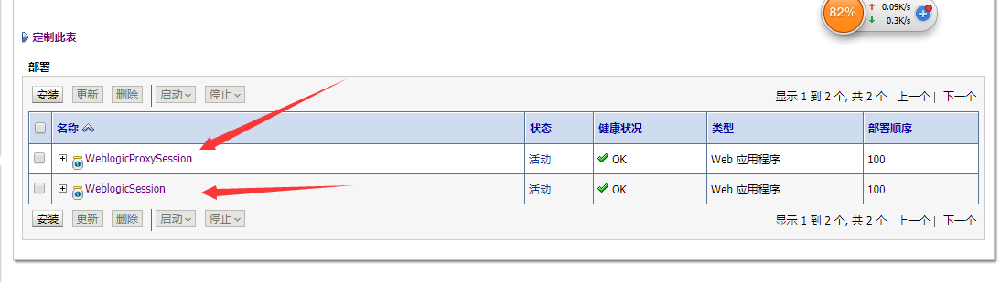 82% 0.09K/s
0.3K/s
定制此表
部署
安装 更新 删除 启动 停止 显示 1 到 2 个, 共 2 个 上一个 | 下一个
名称 状态 健康状况 类型 部署顺序
WeblogicProxySession 活动 OK Web 应用程序 100
WeblogicSession 活动 OK Web 应用程序 100
安装 更新 删除 启动 停止 显示 1 到 2 个, 共 2 个 上一个 | 下一个